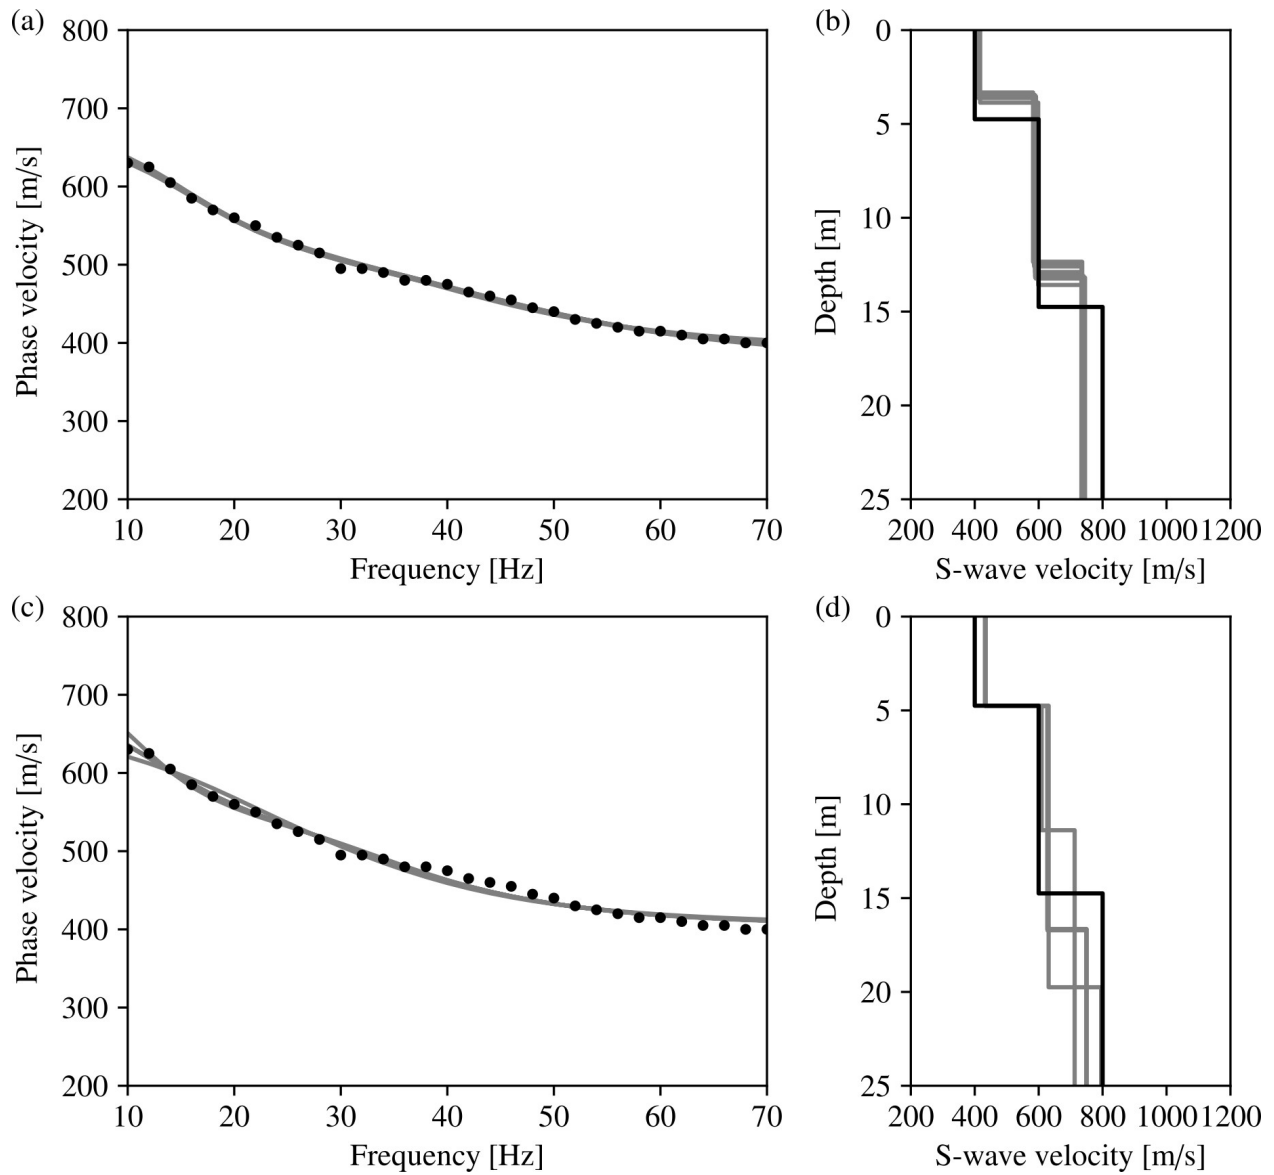 (a)
800
700
600
500
400
300
200
Phase velocity [m/s]
10 20 30 40 50 60 70
Frequency [Hz]
(b)
0
5
10
15
20
25
Depth [m]
200 400 600 800 1000 1200
S-wave velocity [m/s]
(c)
800
700
600
500
400
300
200
Phase velocity [m/s]
10 20 30 40 50 60 70
Frequency [Hz]
(d)
0
5
10
15
20
25
Depth [m]
200 400 600 800 1000 1200
S-wave velocity [m/s]